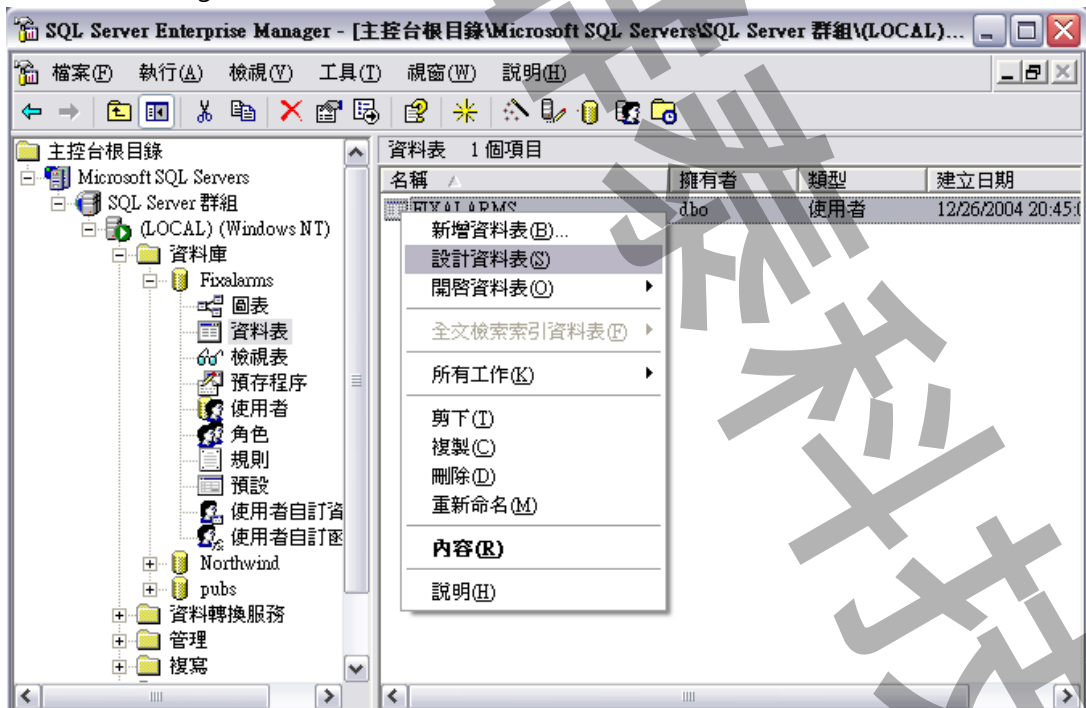 SQL Server Enterprise Manager - [主控台根目錄\Microsoft SQL Servers\SQL Server 群組\(LOCAL)...
檔案(F) 執行(A) 檢視(V) 工具(T) 視窗(W) 說明(H)
主控台根目錄
Microsoft SQL Servers
SQL Server 群組
(LOCAL) (Windows NT)
資料庫
Fixalarms
圖表
資料表
檢視表
預存程序
使用者
角色
規則
預設
使用者自訂資
使用者自訂函
Northwind
pubs
資料轉換服務
管理
複寫
資料表 1 個項目
名稱 擁有者 類型 建立日期
FIXALARMS dbo 使用者 12/26/2004 20:45:0
新增資料表(B)...
設計資料表(S)
開啓資料表(O)
全文檢索索引資料表(F)
所有工作(K)
剪下(T)
複製(C)
刪除(D)
重新命名(M)
內容(R)
說明(H)